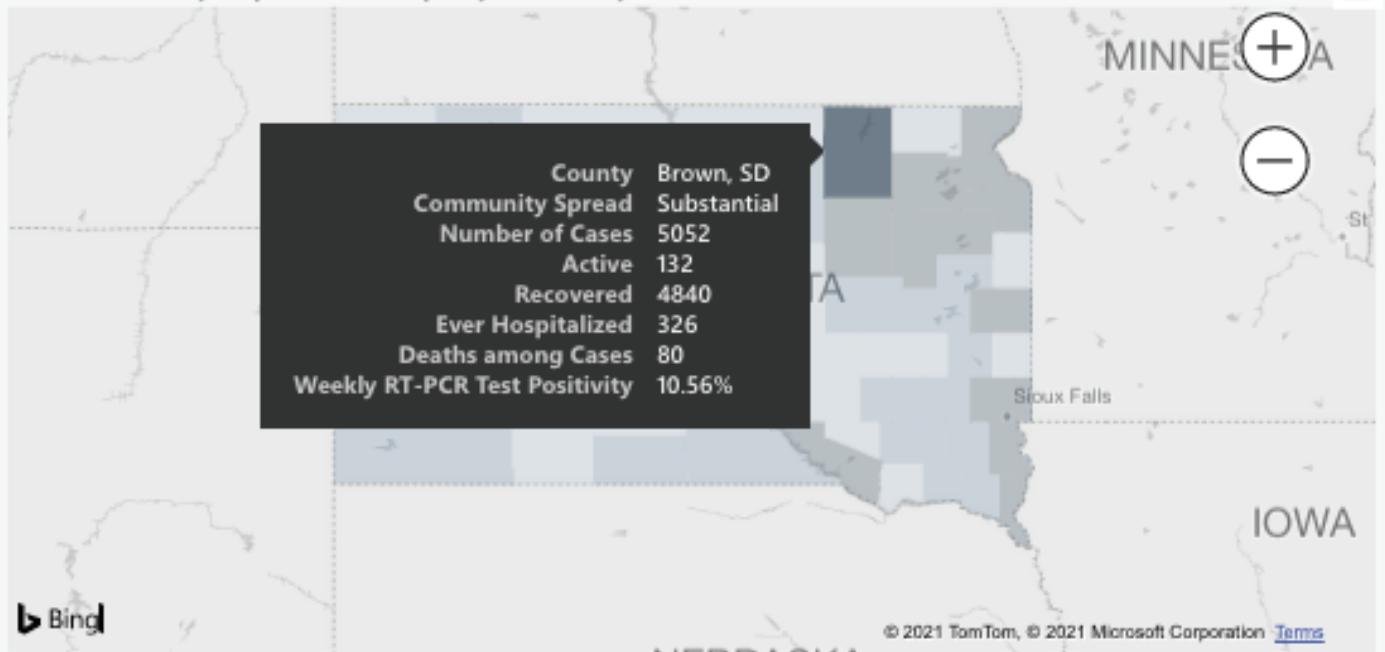 MINNES A
County Brown, SD
Community Spread Substantial
Number of Cases 5052
Active 132
Recovered 4840
Ever Hospitalized 326
Deaths among Cases 80
Weekly RT-PCR Test Positivity 10.56%
St
TA
Sioux Falls
IOWA
Bing
© 2021 TomTom, © 2021 Microsoft Corporation Terms